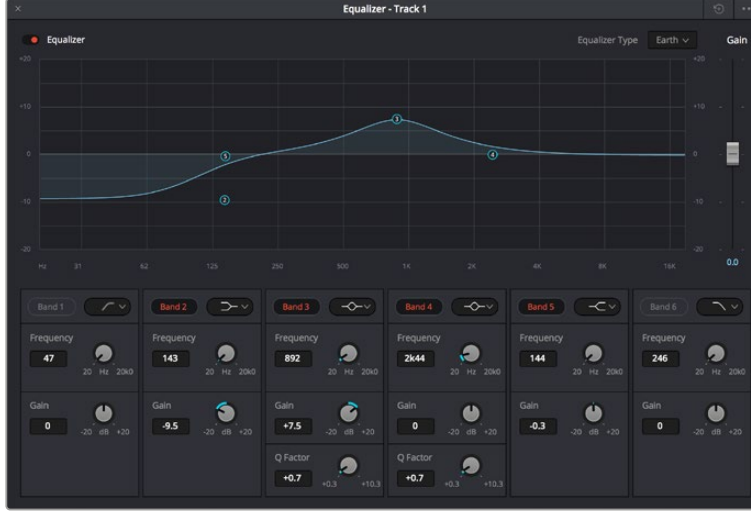 Equalizer - Track 1
Equalizer
Equalizer Type Earth
Gain
+20 +20
+10 +10
0 0
-10 -10
-20 -20
5 3 4 2
Hz 31 62 125 250 500 1K 2K 4K 8K 16K
0.0
Band 1 Band 2 Band 3 Band 4 Band 5 Band 6
Frequency Frequency Frequency Frequency Frequency Frequency
47 143 892 2k44 144 246
20 Hz 20k0 20 Hz 20k0 20 Hz 20k0 20 Hz 20k0 20 Hz 20k0 20 Hz 20k0
Gain Gain Gain Gain Gain Gain
0 -9.5 +7.5 0 -0.3 0
-20 dB +20 -20 dB +20 -20 dB +20 -20 dB +20 -20 dB +20 -20 dB +20
Q Factor Q Factor
+0.7 +0.7
+0.3 +10.3 +0.3 +10.3